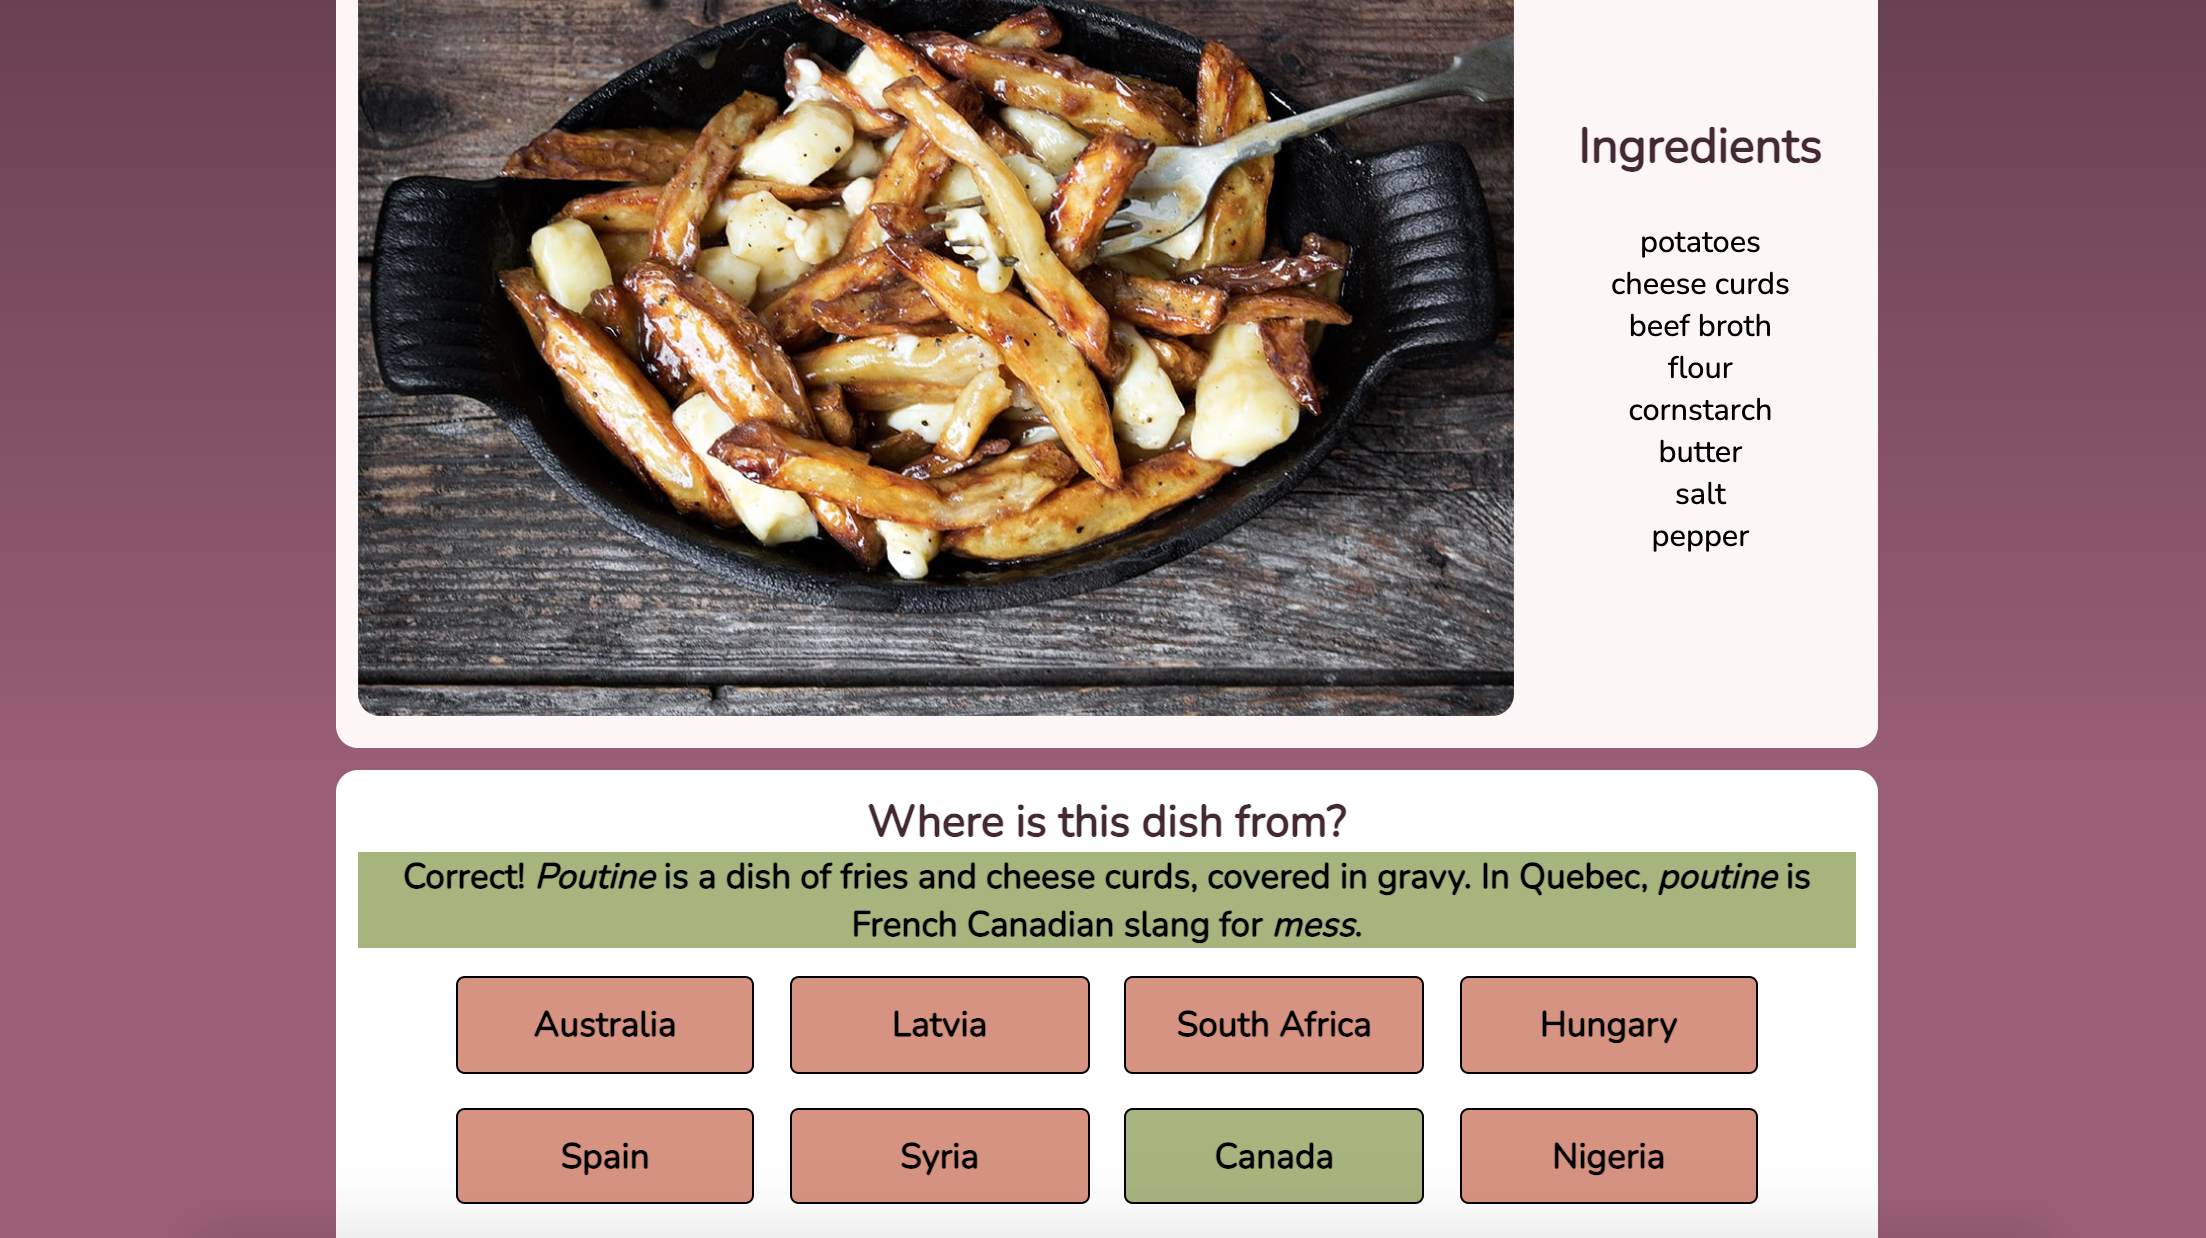 Ingredients
potatoes
cheese curds
beef broth
flour
cornstarch
butter
salt
pepper
Where is this dish from?
Correct! Poutine is a dish of fries and cheese curds, covered in gravy. In Quebec, poutine is
French Canadian slang for mess.
Australia
Latvia
South Africa
Hungary
Spain
Syria
Canada
Nigeria